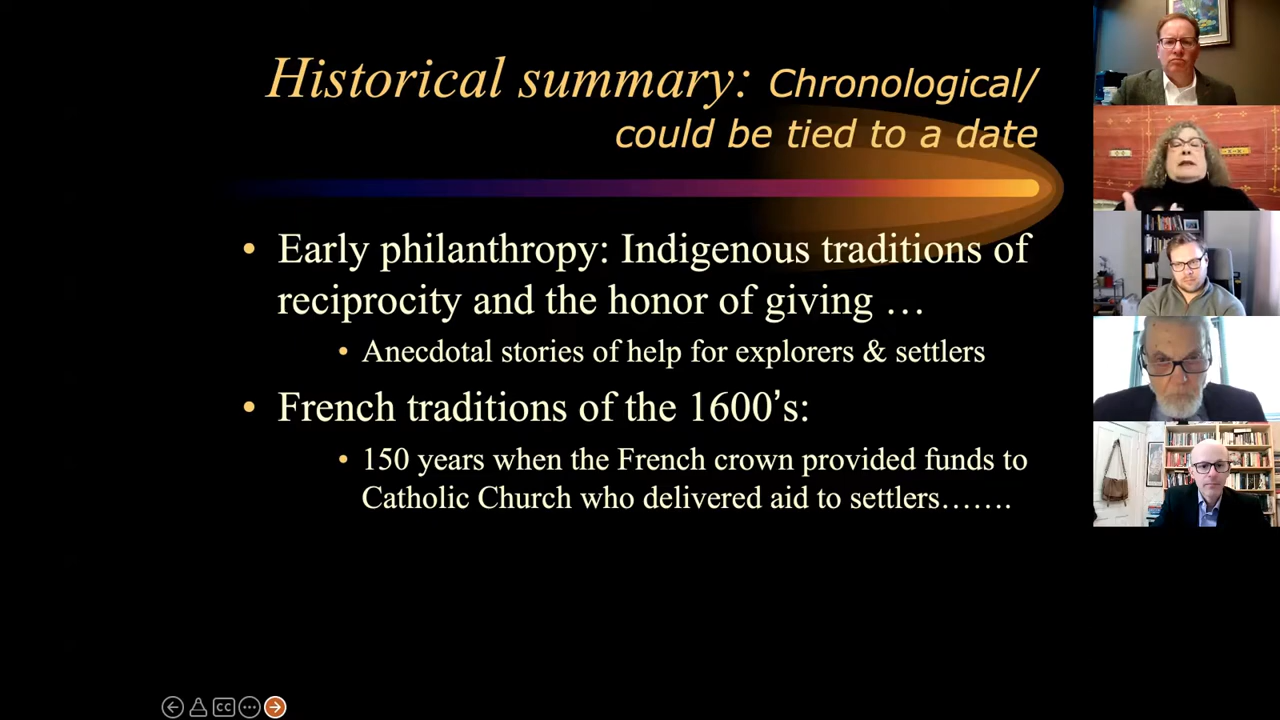 Historical summary: Chronological/
could be tied to a date
• Early philanthropy: Indigenous traditions of
reciprocity and the honor of giving …
• Anecdotal stories of help for explorers & settlers
• French traditions of the 1600’s:
• 150 years when the French crown provided funds to
Catholic Church who delivered aid to settlers…….
CC